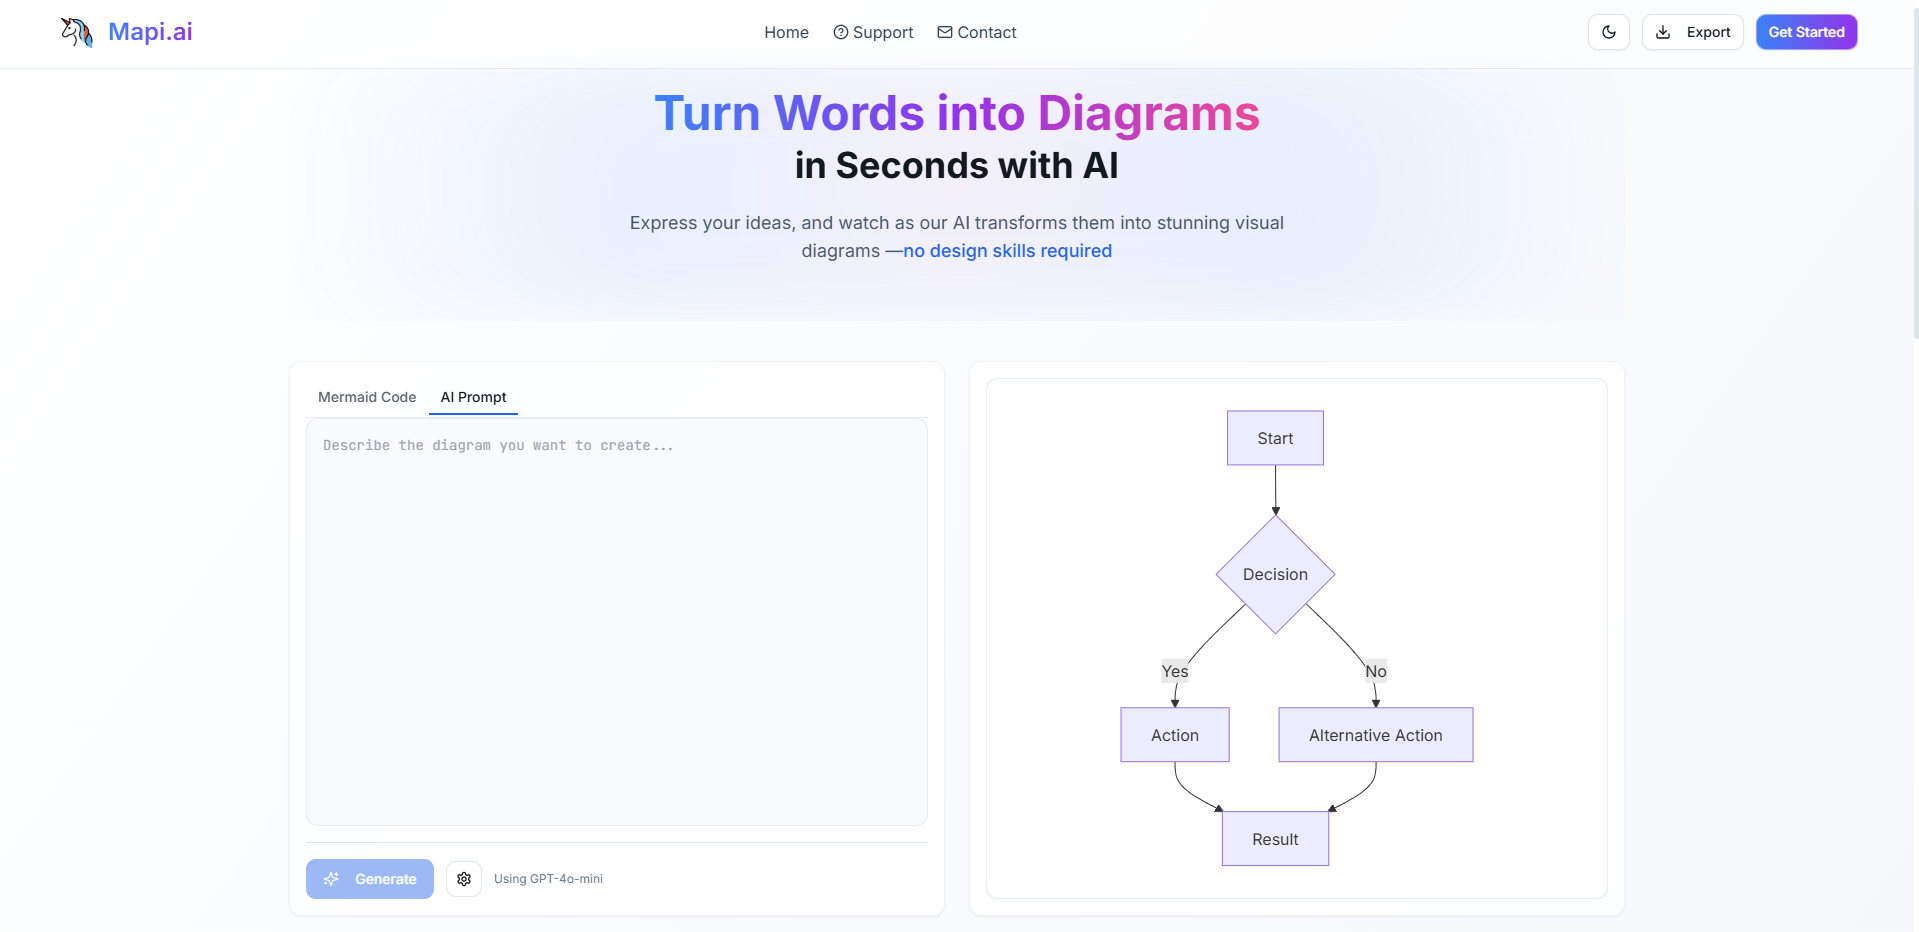 Mapi.ai
Home
Support
Contact
Export
Get Started
Turn Words into Diagrams
in Seconds with AI
Express your ideas, and watch as our AI transforms them into stunning visual
diagrams —no design skills required
Mermaid Code
AI Prompt
Describe the diagram you want to create...
Generate
Using GPT-4o-mini
Start
Decision
Yes
No
Action
Alternative Action
Result